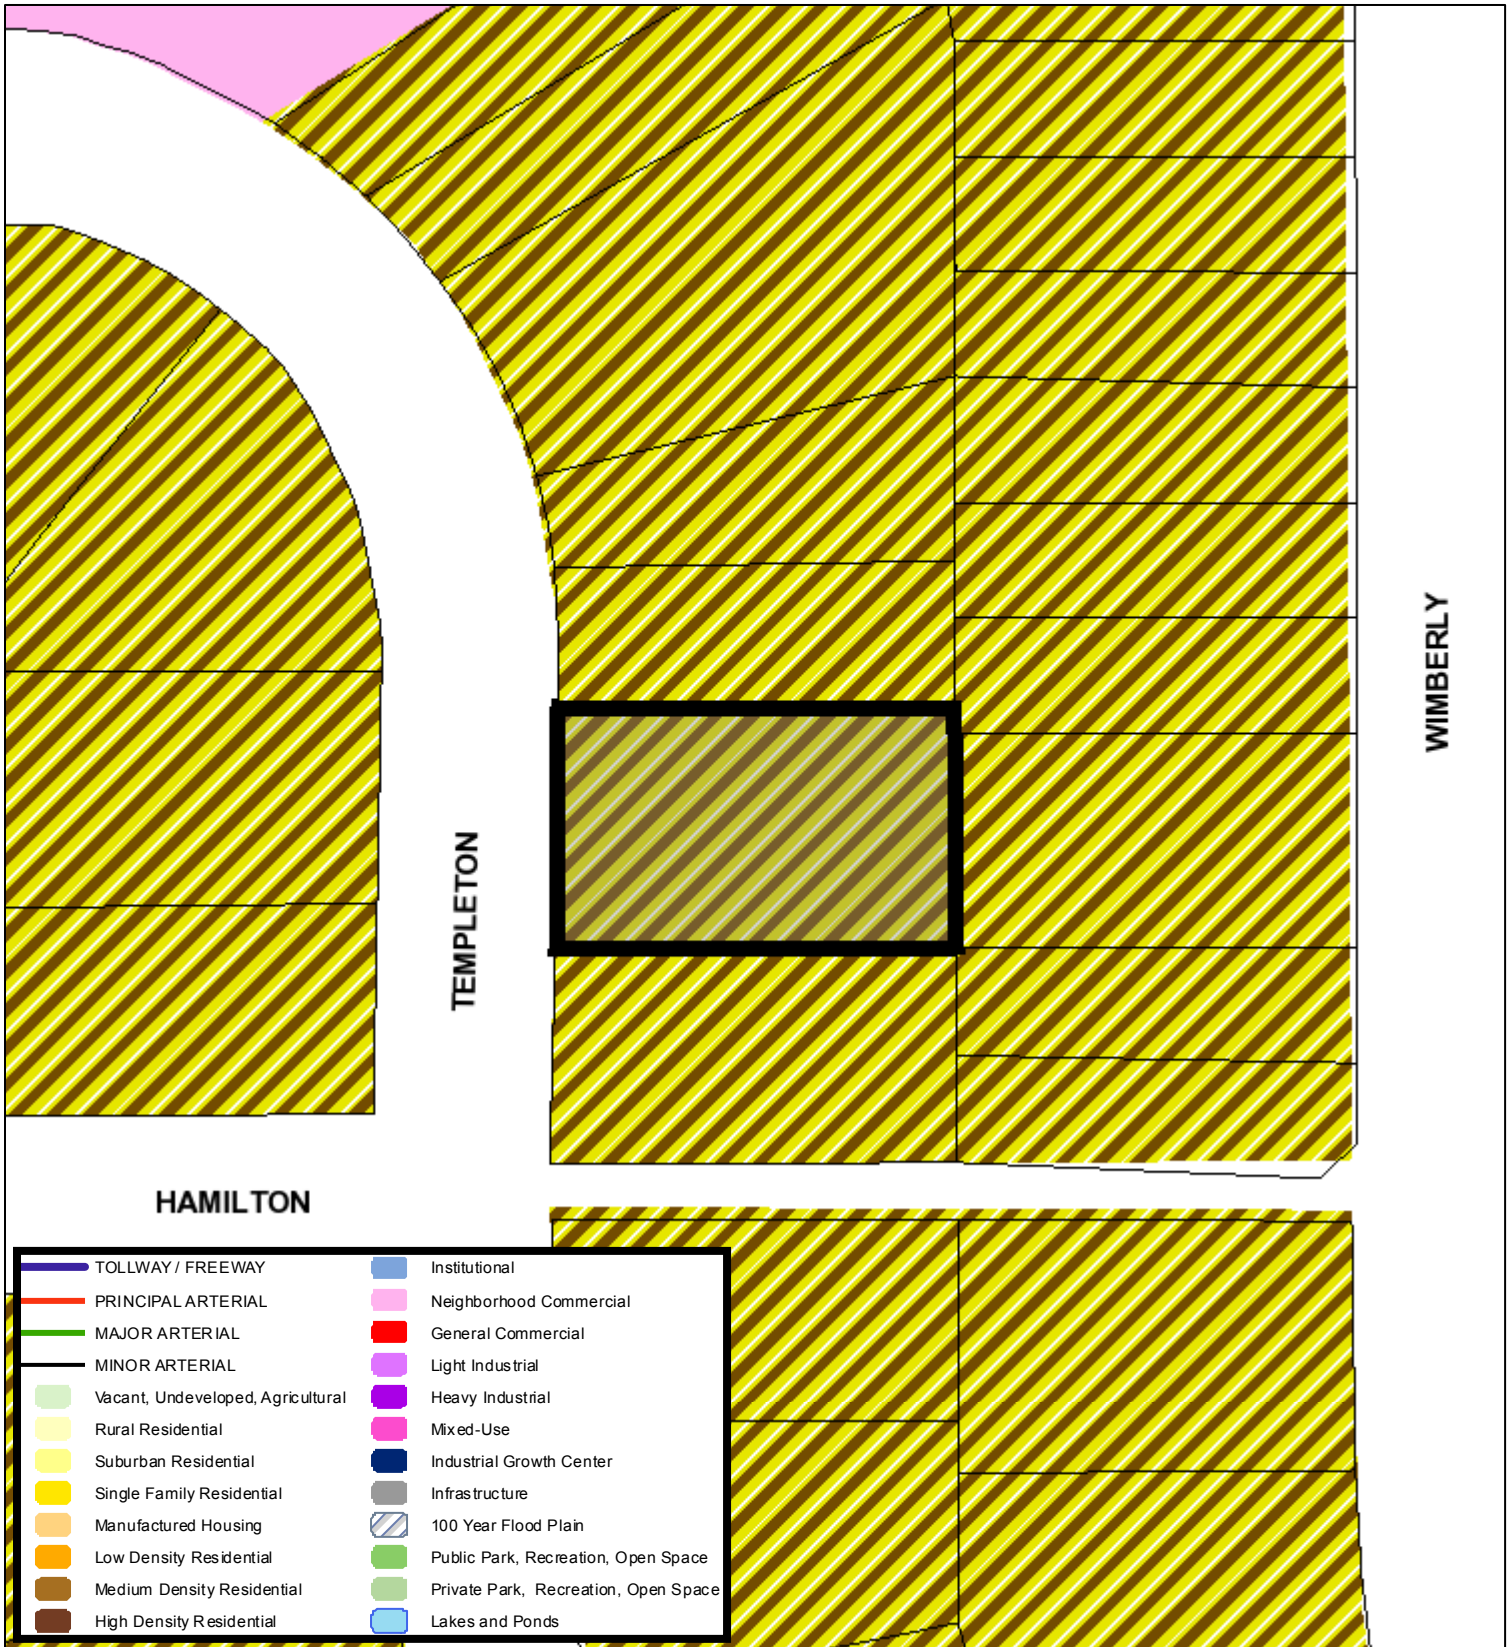 WIMBERLY
TEMPLETON
HAMILTON
TOLLWAY / FREEWAY
PRINCIPAL ARTERIAL
MAJOR ARTERIAL
MINOR ARTERIAL
Vacant, Undeveloped, Agricultural
Rural Residential
Suburban Residential
Single Family Residential
Manufactured Housing
Low Density Residential
Medium Density Residential
High Density Residential
Institutional
Neighborhood Commercial
General Commercial
Light Industrial
Heavy Industrial
Mixed-Use
Industrial Growth Center
Infrastructure
100 Year Flood Plain
Public Park, Recreation, Open Space
Private Park, Recreation, Open Space
Lakes and Ponds